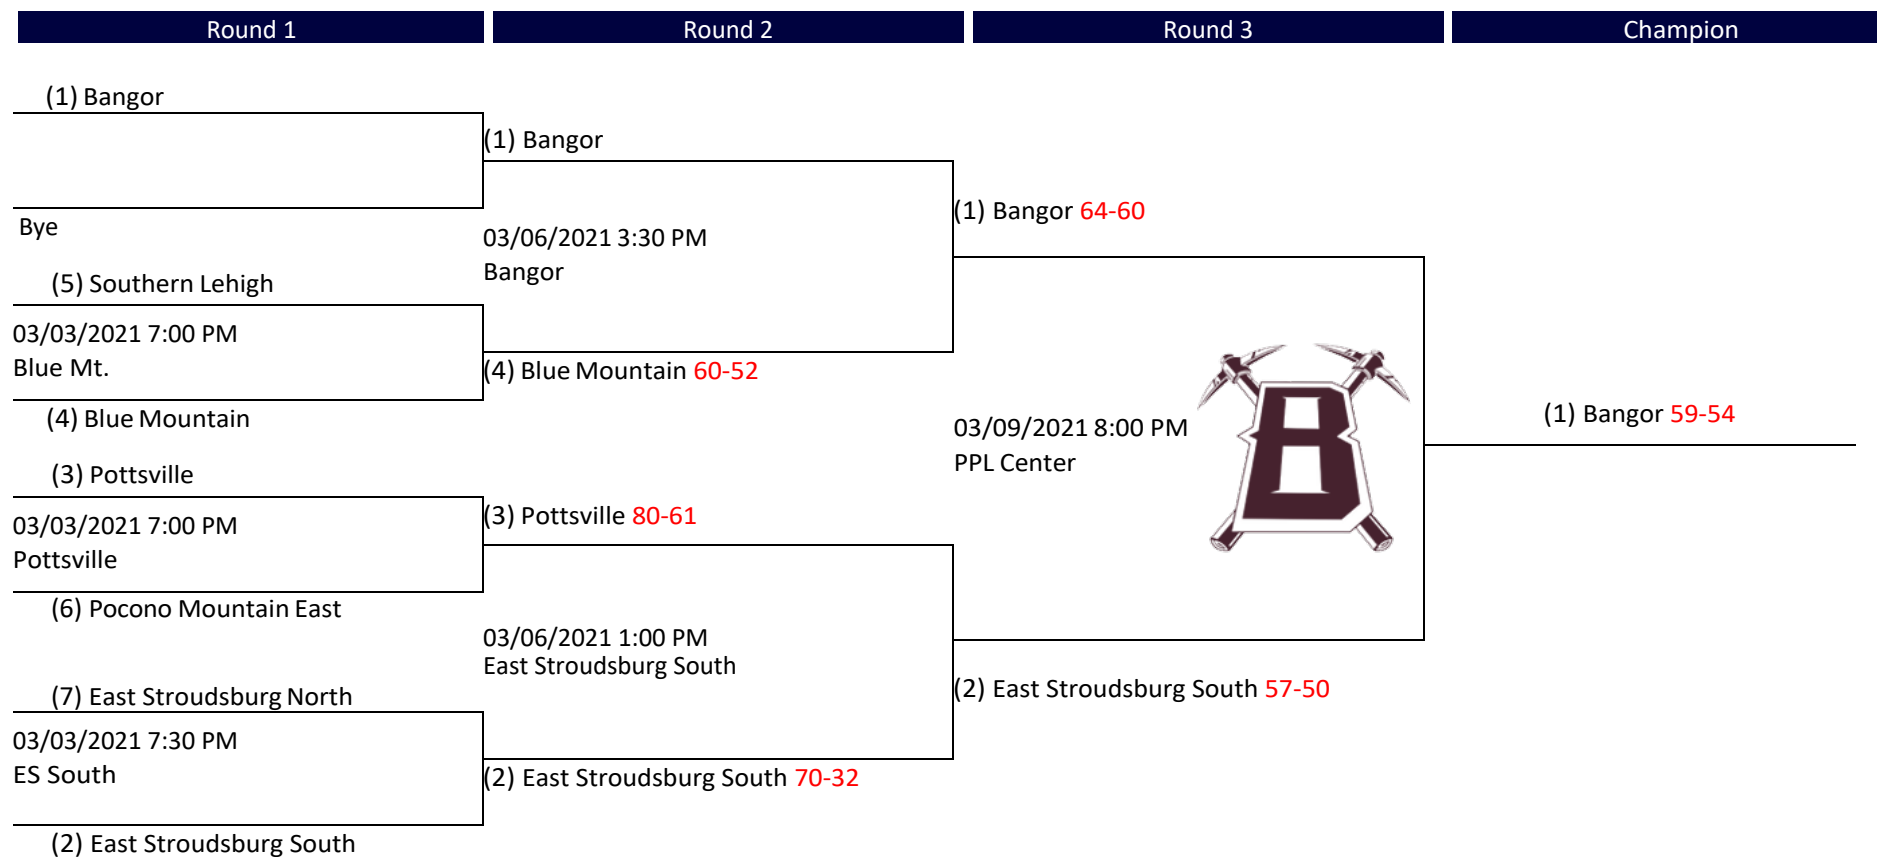 Round 1
Round 2
Round 3
Champion
(1) Bangor
Bye
(5) Southern Lehigh
03/03/2021 7:00 PM
Blue Mt.
(4) Blue Mountain
(3) Pottsville
03/03/2021 7:00 PM
Pottsville
(6) Pocono Mountain East
(7) East Stroudsburg North
03/03/2021 7:30 PM
ES South
(2) East Stroudsburg South
(1) Bangor
03/06/2021 3:30 PM
Bangor
(4) Blue Mountain 60-52
(3) Pottsville 80-61
03/06/2021 1:00 PM
East Stroudsburg South
(2) East Stroudsburg South 70-32
(1) Bangor 64-60
03/09/2021 8:00 PM
PPL Center
B
(2) East Stroudsburg South 57-50
(1) Bangor 59-54